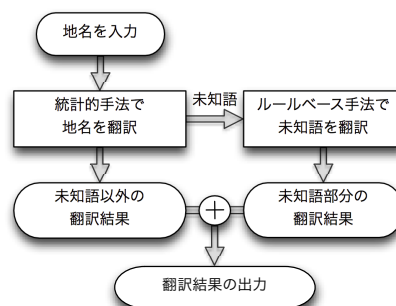 地名を入力
統計的手法で
地名を翻訳
未知語
ルールベース手法で
未知語を翻訳
未知語以外の
翻訳結果
未知語部分の
翻訳結果
翻訳結果の出力